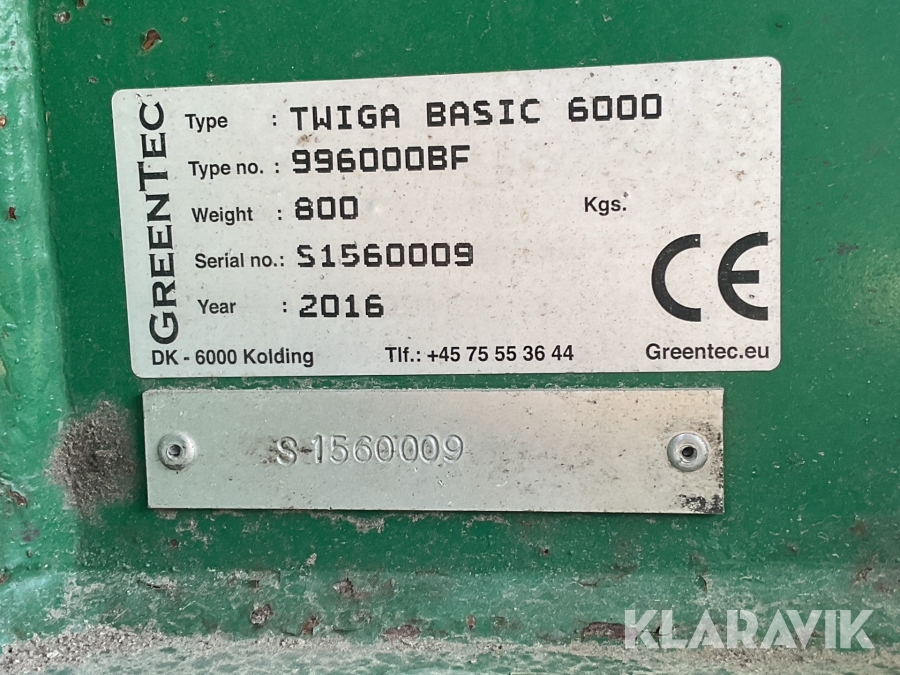 GREENTEC
Type : TWIGA BASIC 6000
Type no. : 996000BF
Weight : 800 Kgs.
Serial no.: S1560009
Year : 2016
CE
DK - 6000 Kolding Tlf.: +45 75 55 36 44 Greentec.eu
S1560009
KLARAVIK